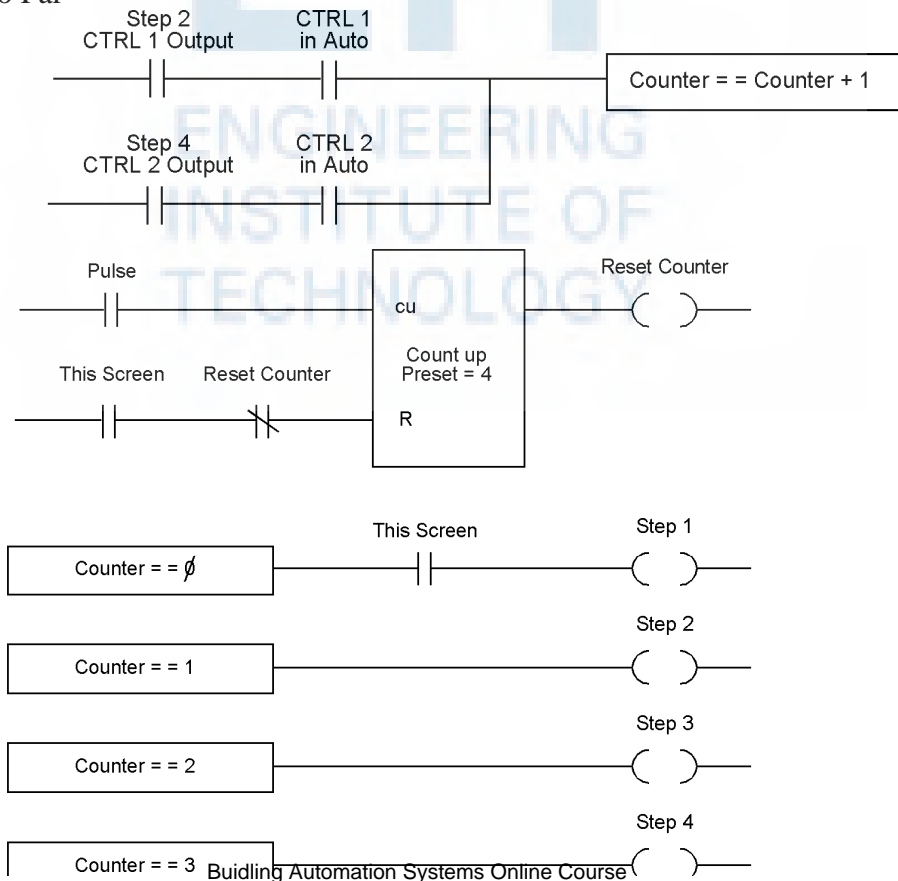 Step 2
CTRL 1 Output
CTRL 1
in Auto
Counter = = Counter + 1
ENGINEERING
INSTITUTE OF
TECHNOLOGY
Step 4
CTRL 2 Output
CTRL 2
in Auto
Pulse
cu
Reset Counter
Count up
Preset = 4
This Screen
Reset Counter
R
This Screen
Step 1
Counter = = 0
Step 2
Counter = = 1
Step 3
Counter = = 2
Step 4
Counter = = 3
Buidling Automation Systems Online Course